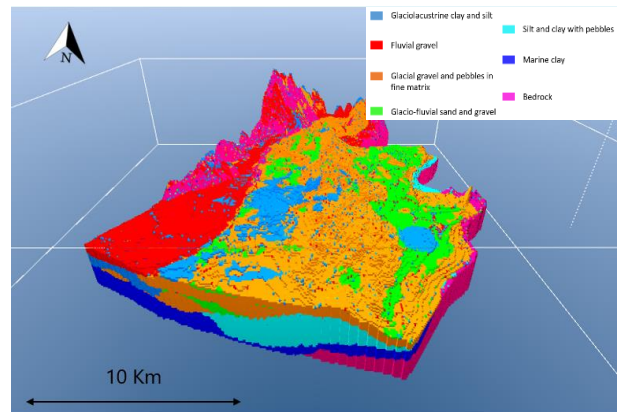 N
Glaciolacustrine clay and silt
Fluvial gravel
Glacial gravel and pebbles in
fine matrix
Glacio-fluvial sand and gravel
Silt and clay with pebbles
Marine clay
Bedrock
10 Km